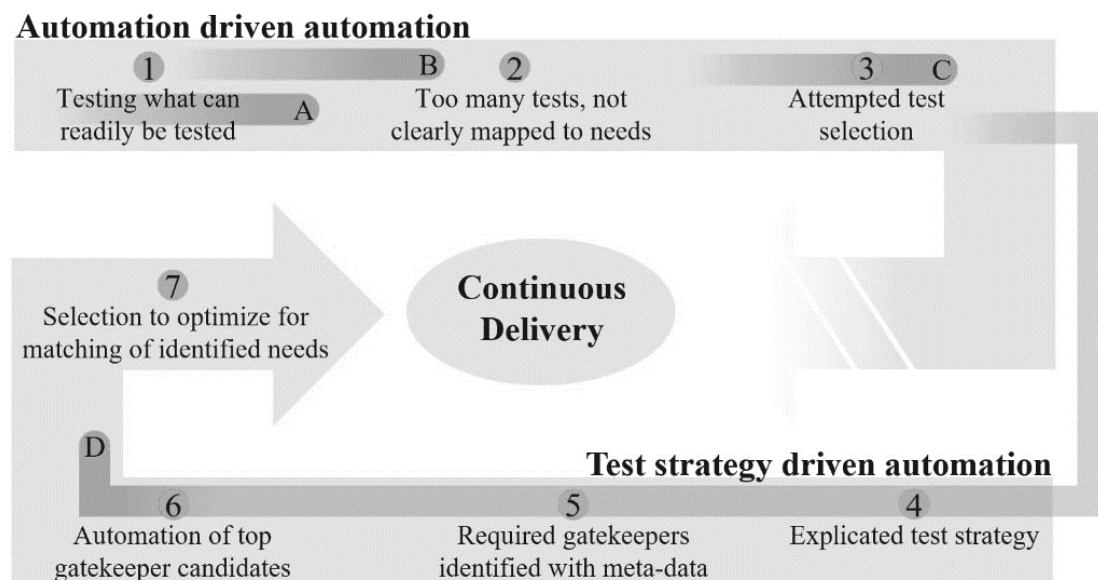 Automation driven automation
1
B
2
3
C
Testing what can
readily be tested
A
Too many tests, not
clearly mapped to needs
Attempted test
selection
7
Selection to optimize for
matching of identified needs
Continuous
Delivery
D
Test strategy driven automation
6
5
4
Automation of top
gatekeeper candidates
Required gatekeepers
identified with meta-data
Explicated test strategy